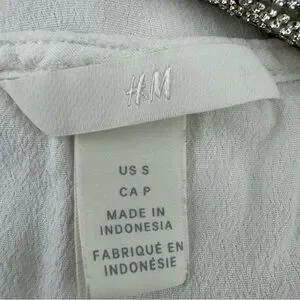 H&M
US S
CA P
MADE IN
INDONESIA
FABRIQUÉ EN
INDONÉSIE